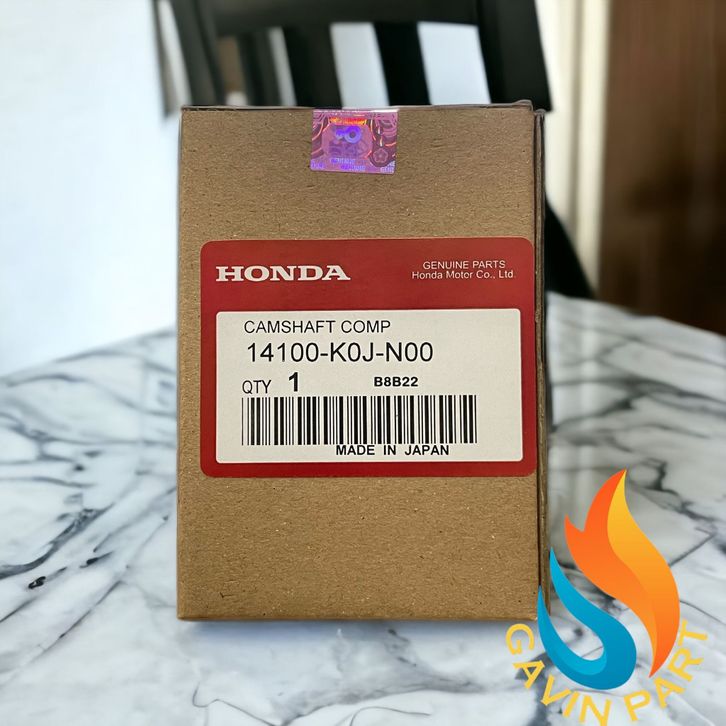 HONDA
GENUINE PARTS
Honda Motor Co., Ltd.
CAMSHAFT COMP
14100-K0J-N00
QTY 1 B8B22
MADE IN JAPAN
GAVIN PART